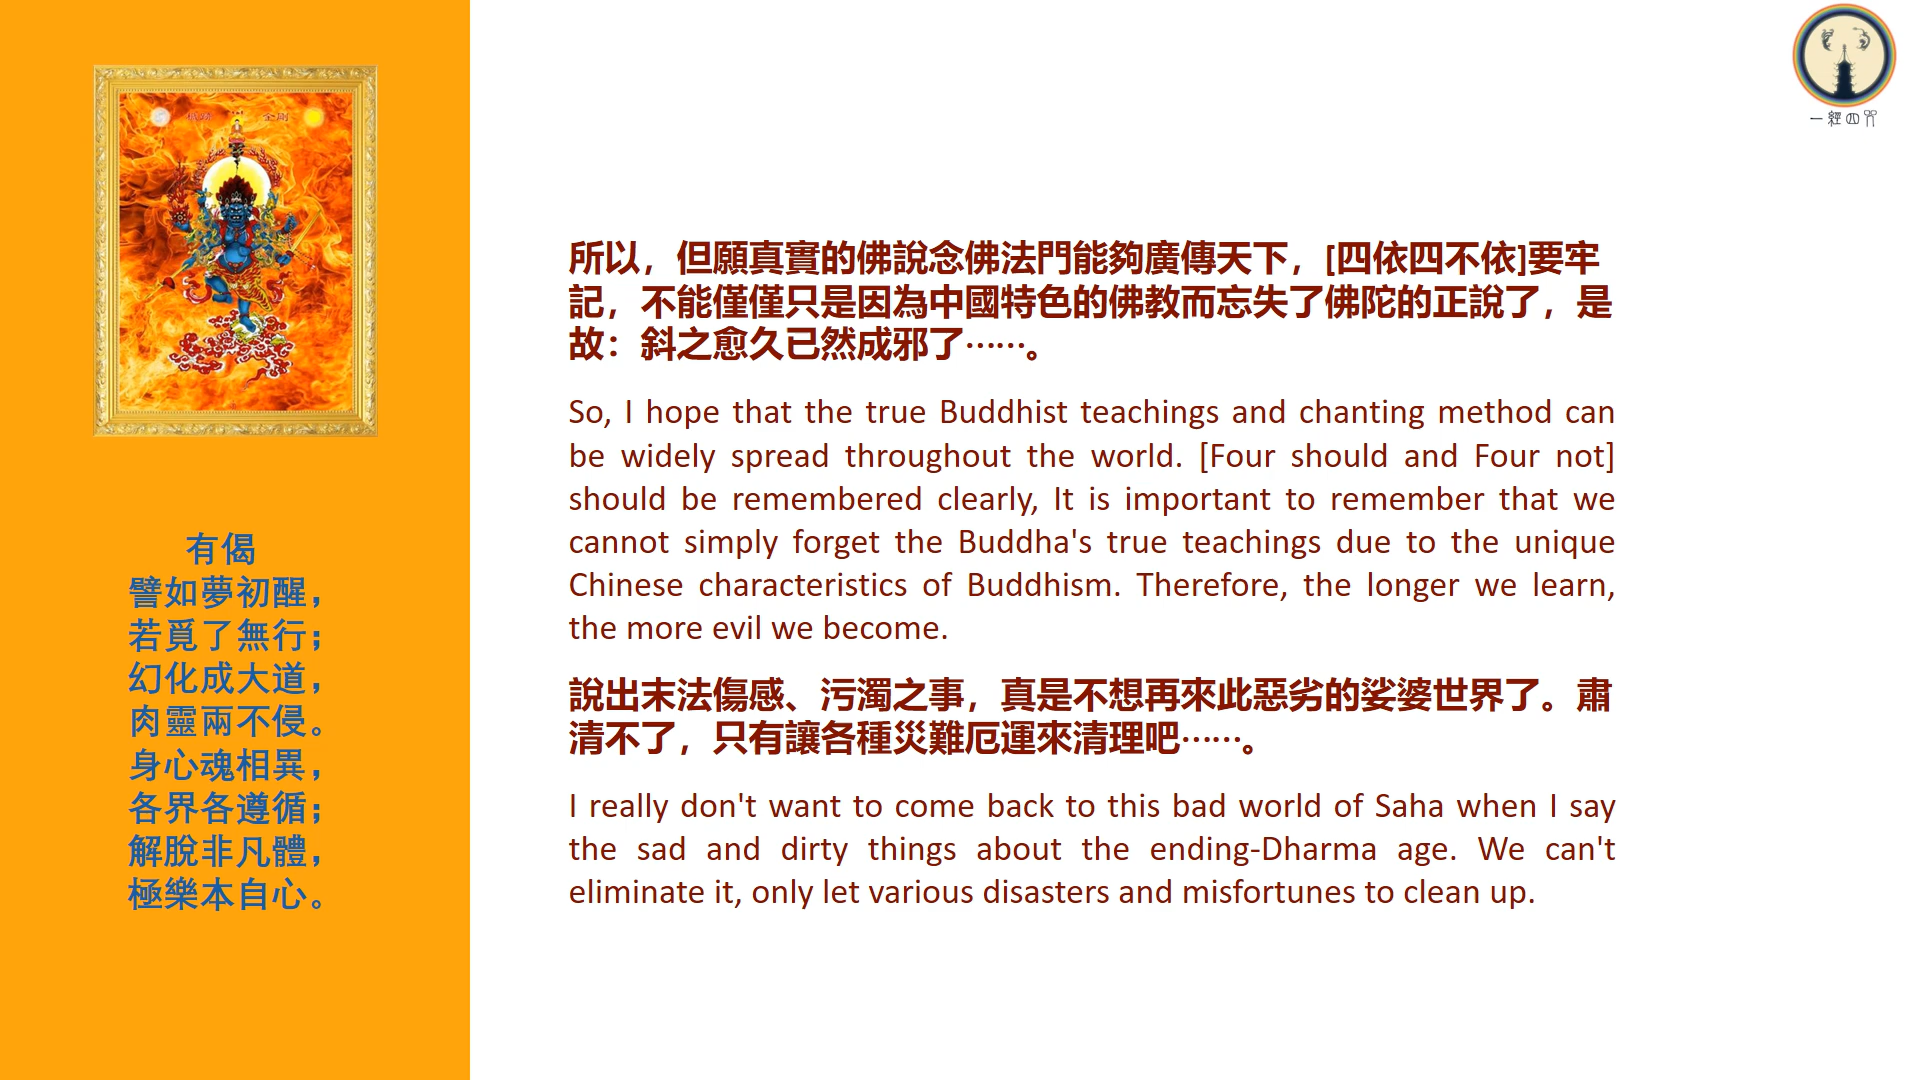 有偈
譬如夢初醒，
若覓了無行；
幻化成大道，
肉靈兩不侵。
身心魂相異，
各界各遵循；
解脫非凡體，
極樂本自心。
一經四咒
所以，但願真實的佛說念佛法門能夠廣傳天下，[四依四不依]要牢
記，不能僅僅只是因為中國特色的佛教而忘失了佛陀的正說了，是
故：斜之愈久已然成邪了……。
So, I hope that the true Buddhist teachings and chanting method can
be widely spread throughout the world. [Four should and Four not]
should be remembered clearly, It is important to remember that we
cannot simply forget the Buddha's true teachings due to the unique
Chinese characteristics of Buddhism. Therefore, the longer we learn,
the more evil we become.
說出末法傷感、污濁之事，真是不想再來此惡劣的娑婆世界了。肅
清不了，只有讓各種災難厄運來清理吧……。
I really don't want to come back to this bad world of Saha when I say
the sad and dirty things about the ending-Dharma age. We can't
eliminate it, only let various disasters and misfortunes to clean up.